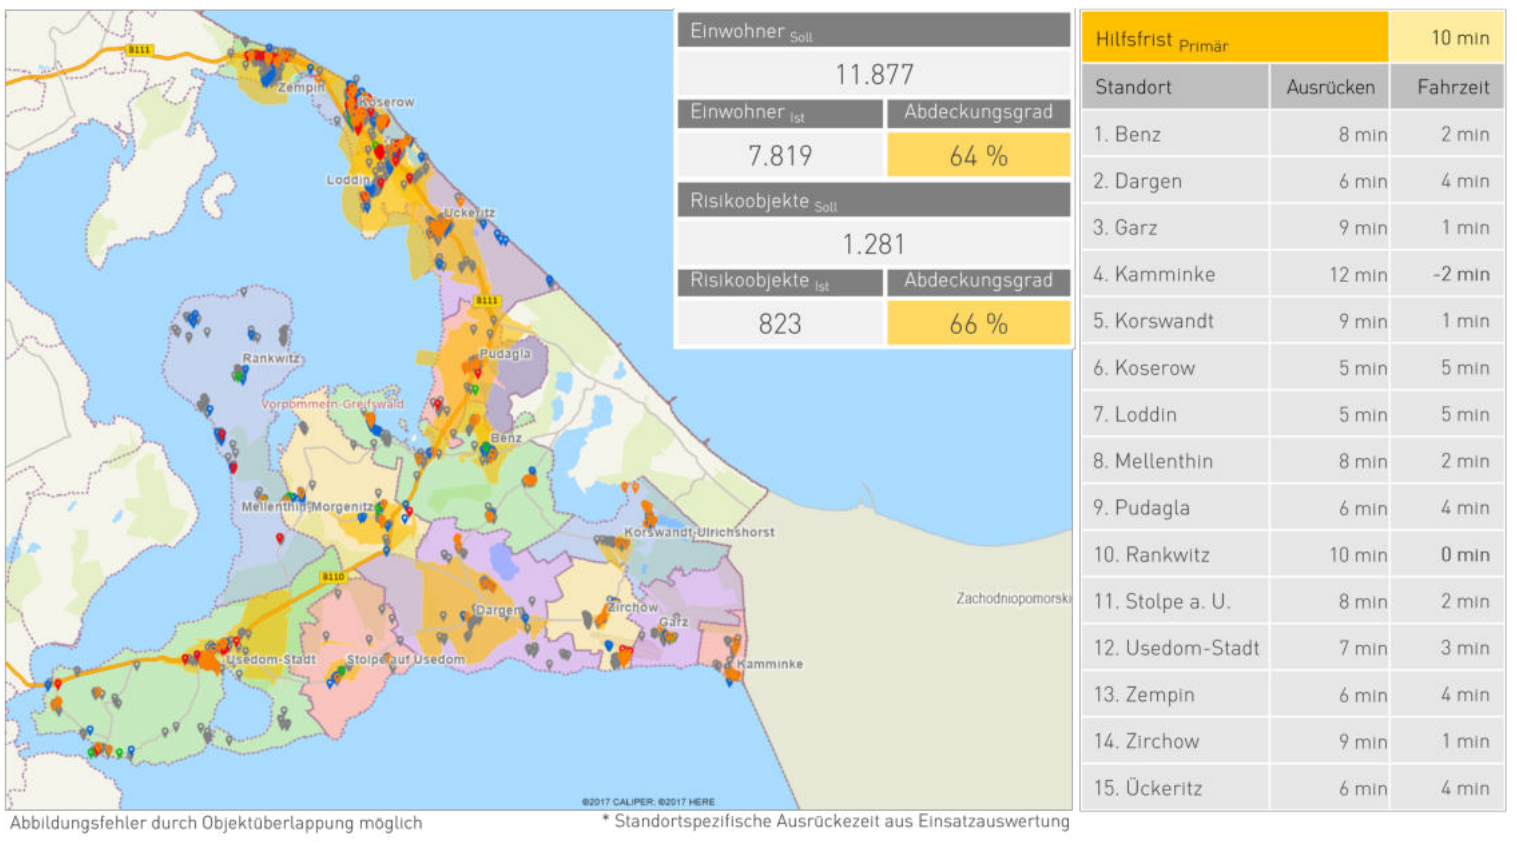 B111
Zempin
Koserow
Loddin
Ückeritz
B111
Pudagla
Rankwitz
Vorpommern-Greifswald
Benz
Mellenthin-Morgenitz
Korswandt-Ulrichshorst
B110
Dargen
Zirchow
Garz
Usedom-Stadt
Stolpe auf Usedom
Kamminke
Zachodniopomorski
©2017 CALIPER; ©2017 HERE
Einwohner Soll
11.877
Einwohner Ist Abdeckungsgrad
7.819 64 %
Risikoobjekte Soll
1.281
Risikoobjekte Ist Abdeckungsgrad
823 66 %
Hilfsfrist Primär 10 min
Standort Ausrücken Fahrzeit
1. Benz 8 min 2 min
2. Dargen 6 min 4 min
3. Garz 9 min 1 min
4. Kamminke 12 min -2 min
5. Korswandt 9 min 1 min
6. Koserow 5 min 5 min
7. Loddin 5 min 5 min
8. Mellenthin 8 min 2 min
9. Pudagla 6 min 4 min
10. Rankwitz 10 min 0 min
11. Stolpe a. U. 8 min 2 min
12. Usedom-Stadt 7 min 3 min
13. Zempin 6 min 4 min
14. Zirchow 9 min 1 min
15. Ückeritz 6 min 4 min
Abbildungsfehler durch Objektüberlappung möglich
* Standortspezifische Ausrückezeit aus Einsatzauswertung